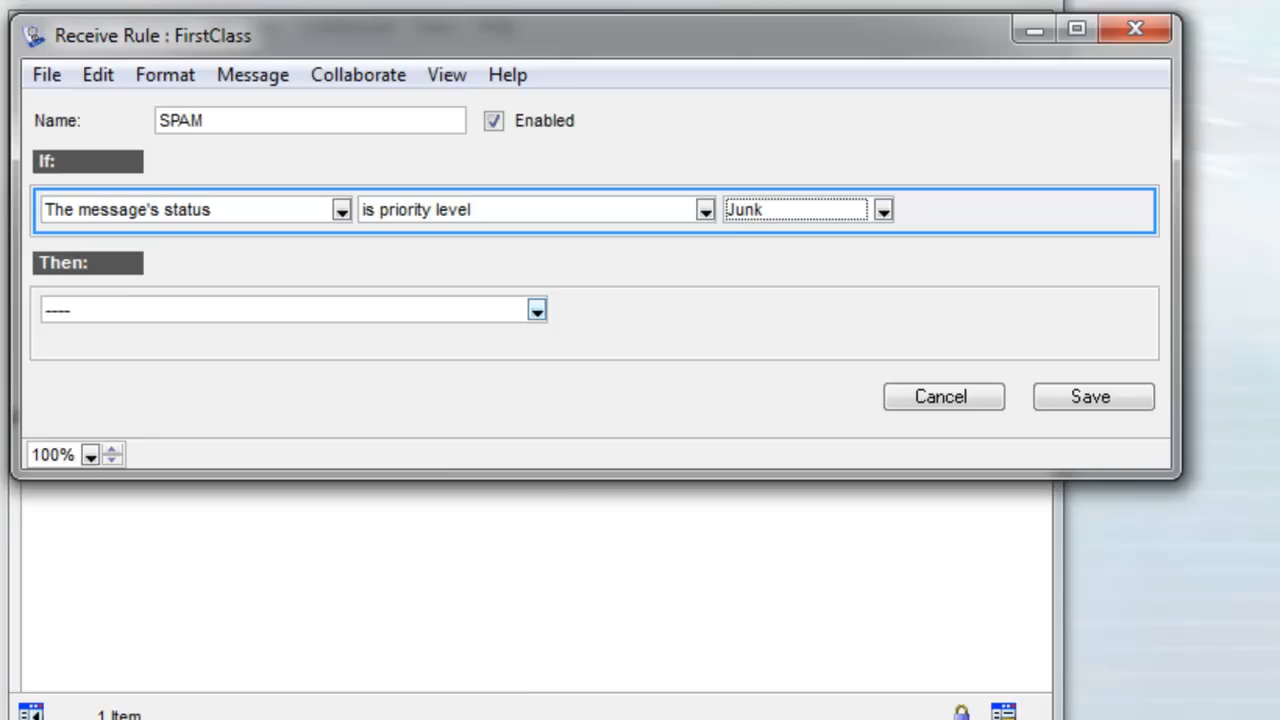 Receive Rule : FirstClass
File Edit Format Message Collaborate View Help
Name: SPAM Enabled
If:
The message's status is priority level Junk
Then:
----
Cancel Save
100%
1 Item